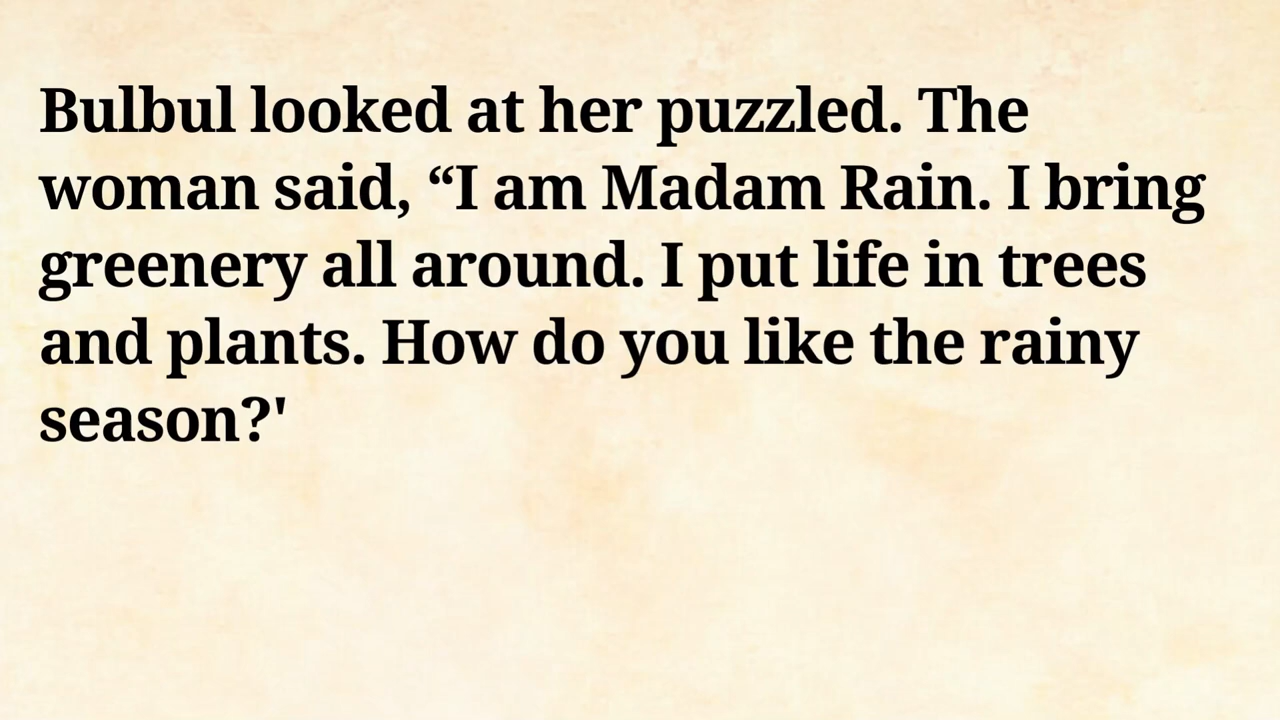 Bulbul looked at her puzzled. The
woman said, “I am Madam Rain. I bring
greenery all around. I put life in trees
and plants. How do you like the rainy
season?'